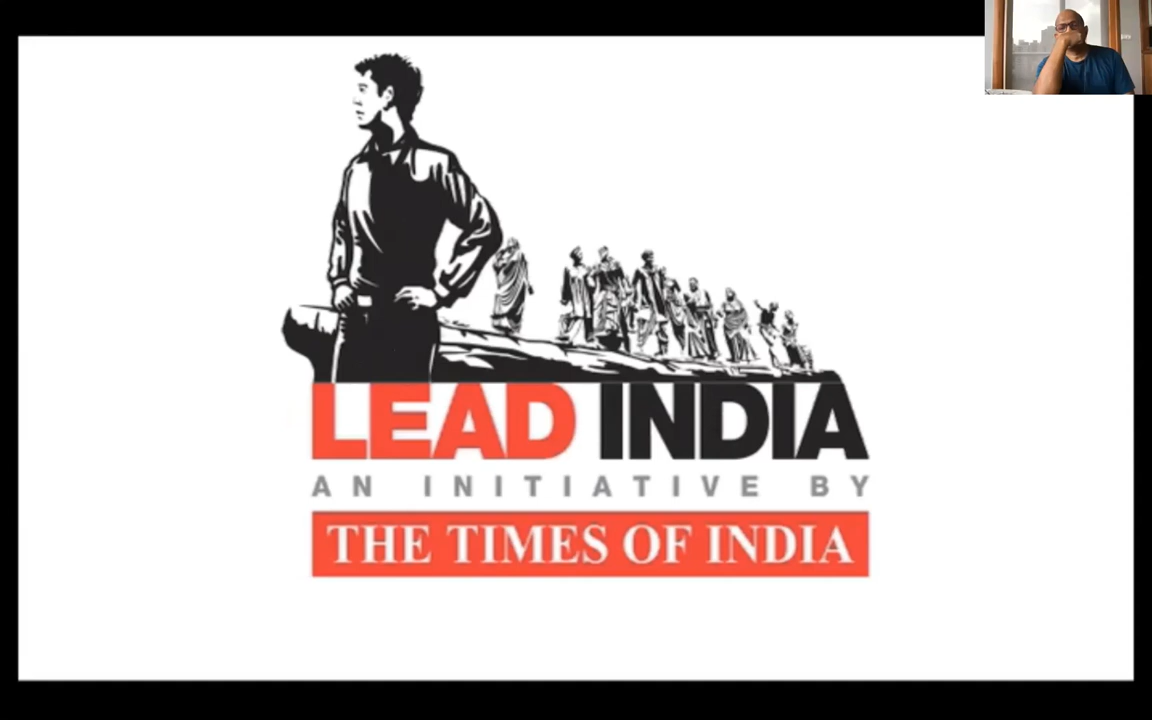 LEAD INDIA
AN INITIATIVE BY
THE TIMES OF INDIA